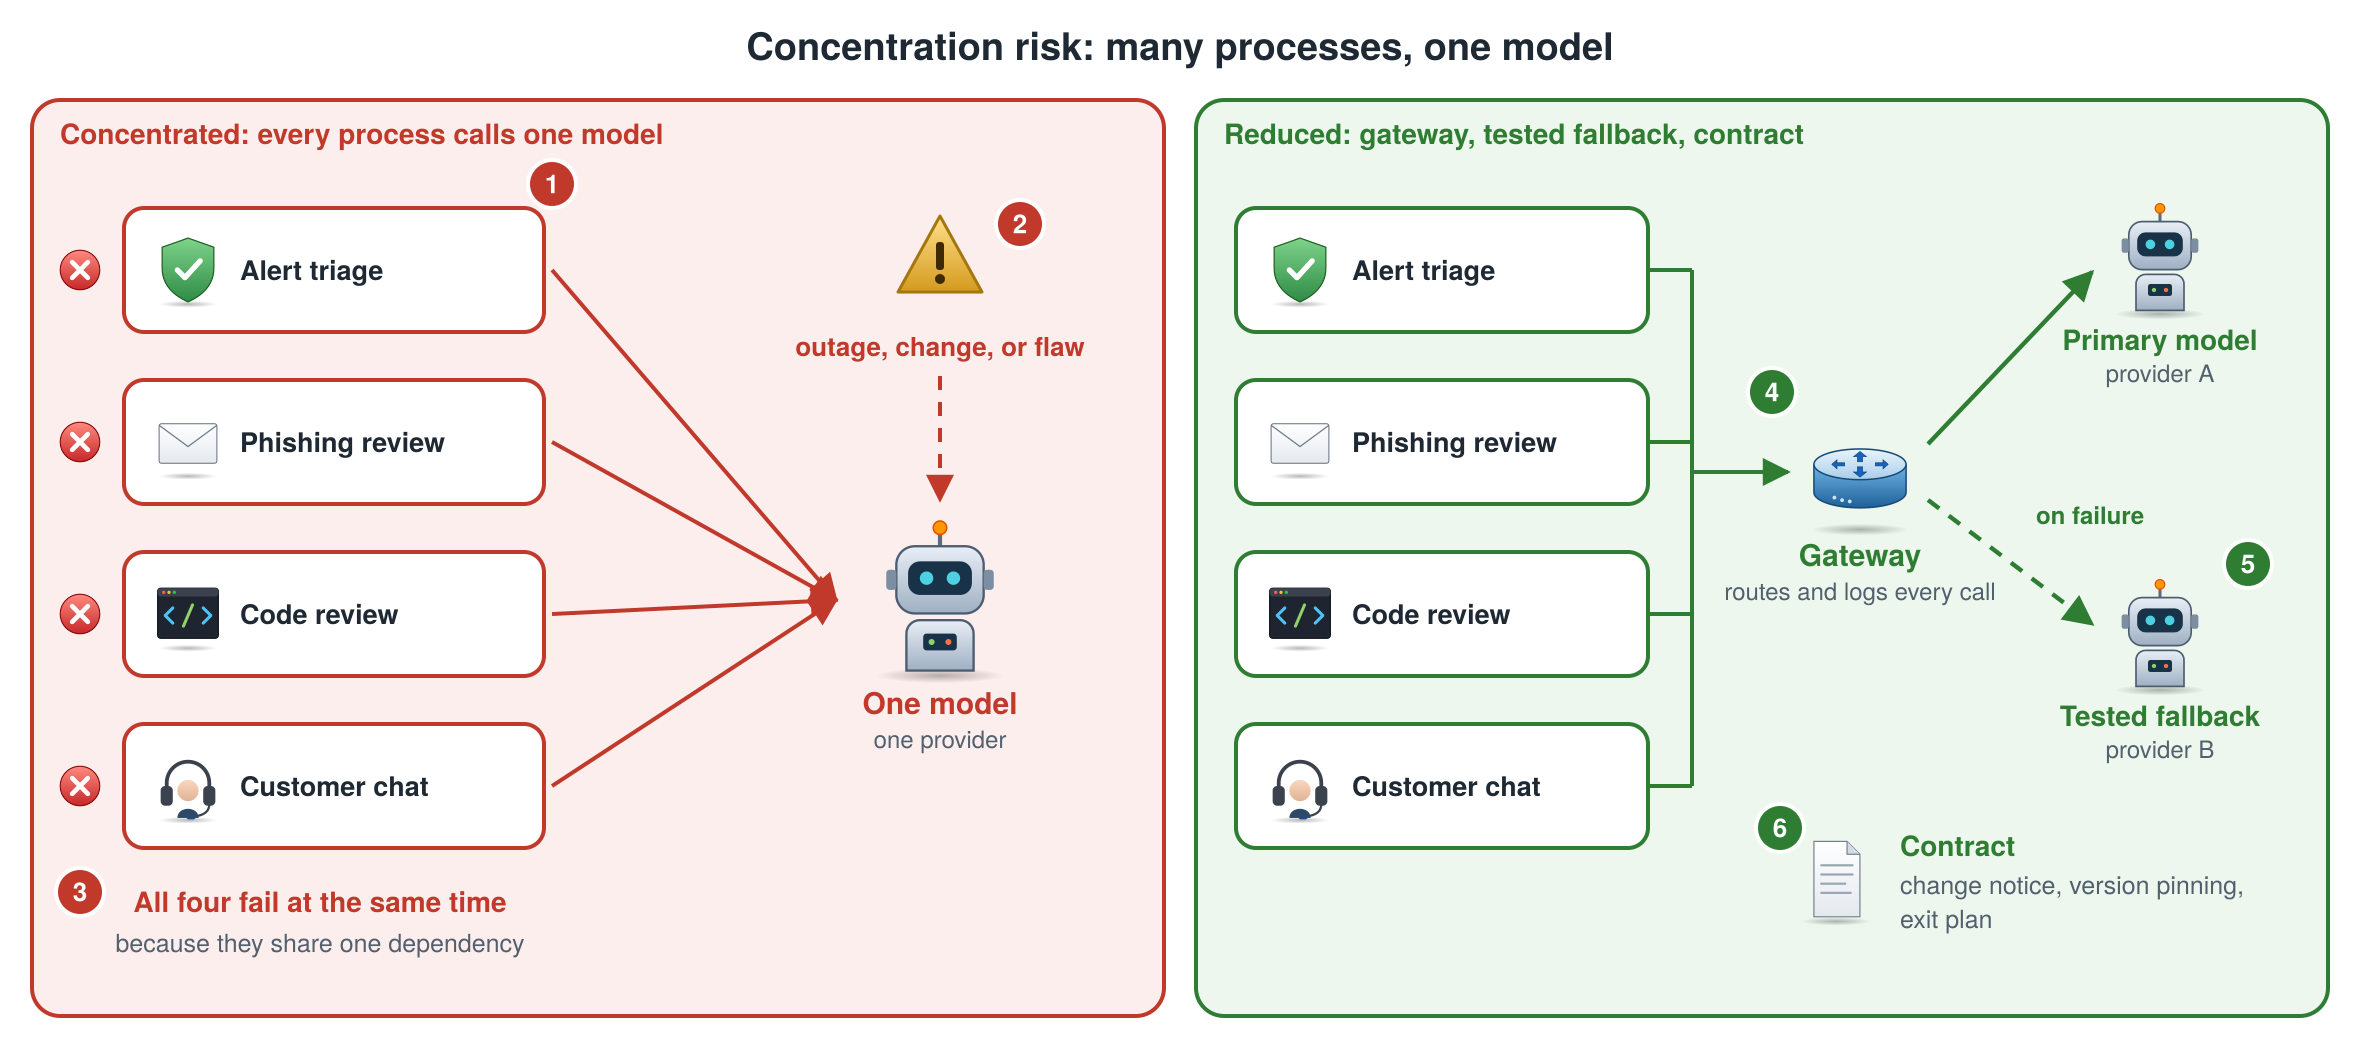 Concentration risk: many processes, one model
Concentrated: every process calls one model
1
Alert triage
2
outage, change, or flaw
Phishing review
Code review
One model
one provider
Customer chat
3
All four fail at the same time
because they share one dependency
Reduced: gateway, tested fallback, contract
Alert triage
Primary model
provider A
4
Phishing review
on failure
Gateway
routes and logs every call
5
Code review
Tested fallback
provider B
Customer chat
6
Contract
change notice, version pinning,
exit plan